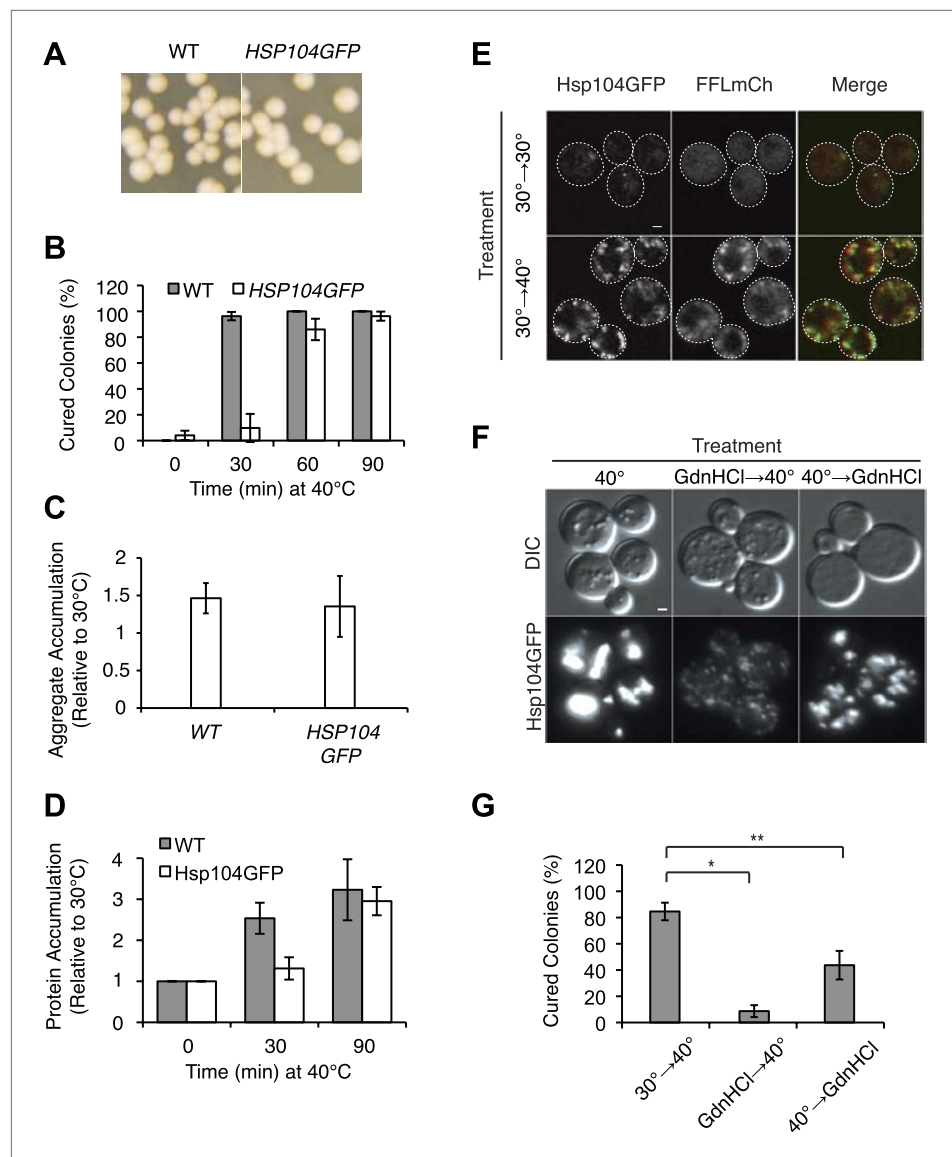 A
WT HSP104GFP
B
WT HSP104GFP
Cured Colonies (%)
120
100
80
60
40
20
0
0 30 60 90
Time (min) at 40°C
C
Aggregate Accumulation
(Relative to 30°C)
2
1.5
1
0.5
0
WT HSP104
GFP
D
WT
Hsp104GFP
Protein Accumulation
(Relative to 30°C)
4
3
2
1
0
0 30 90
Time (min) at 40°C
E
Hsp104GFP FFLmCh Merge
Treatment
30°→30°
30°→40°
F
Treatment
40° GdnHCl→40° 40°→GdnHCl
DIC
Hsp104GFP
G
Cured Colonies (%)
120
100
80
60
40
20
0
**
*
30°→40° GdnHCl→40° 40°→GdnHCl